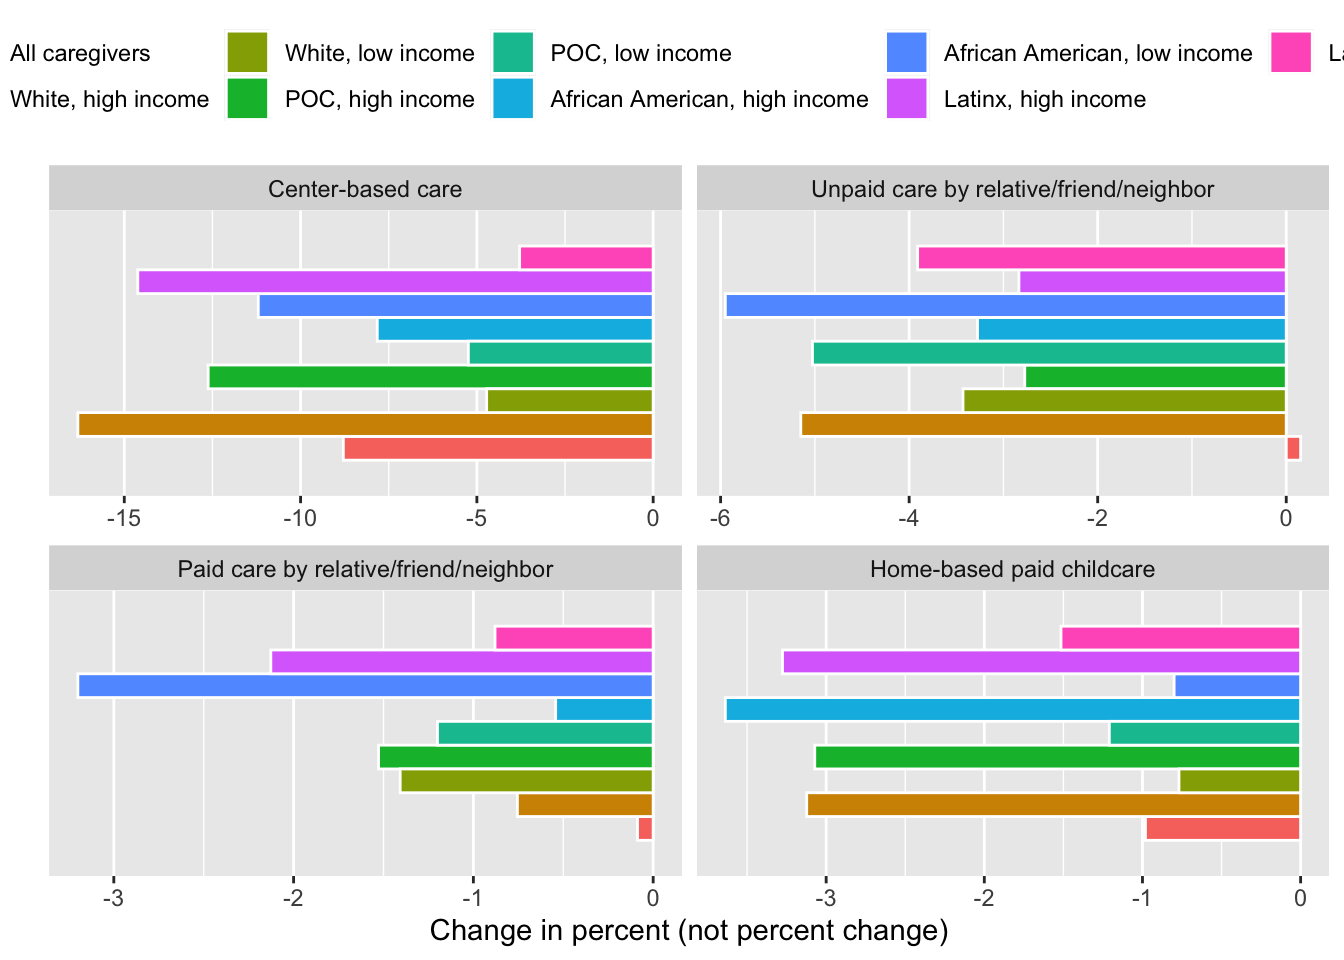 All caregivers White, low income POC, low income African American, low income
White, high income POC, high income African American, high income Latinx, high income
Center-based care Unpaid care by relative/friend/neighbor
-15 -10 -5 0 -6 -4 -2 0
Paid care by relative/friend/neighbor Home-based paid childcare
-3 -2 -1 0 -3 -2 -1 0
Change in percent (not percent change)